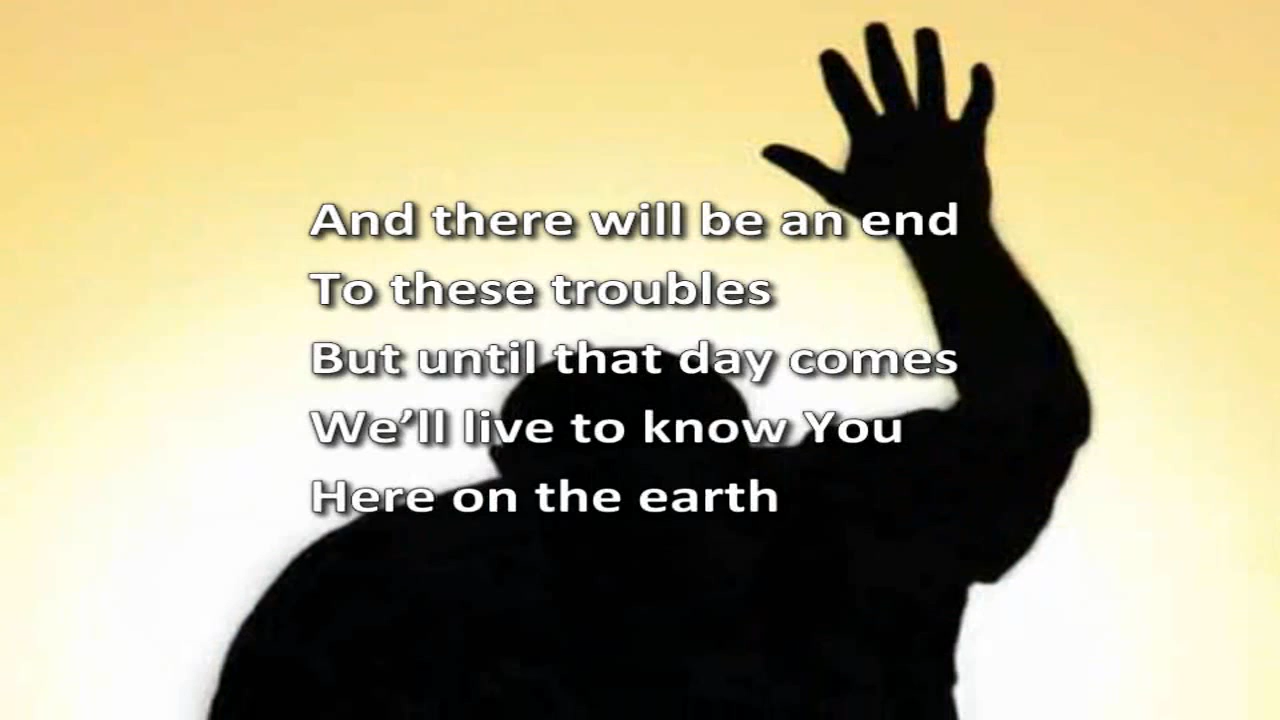 And there will be an end
To these troubles
But until that day comes
We’ll live to know You
Here on the earth